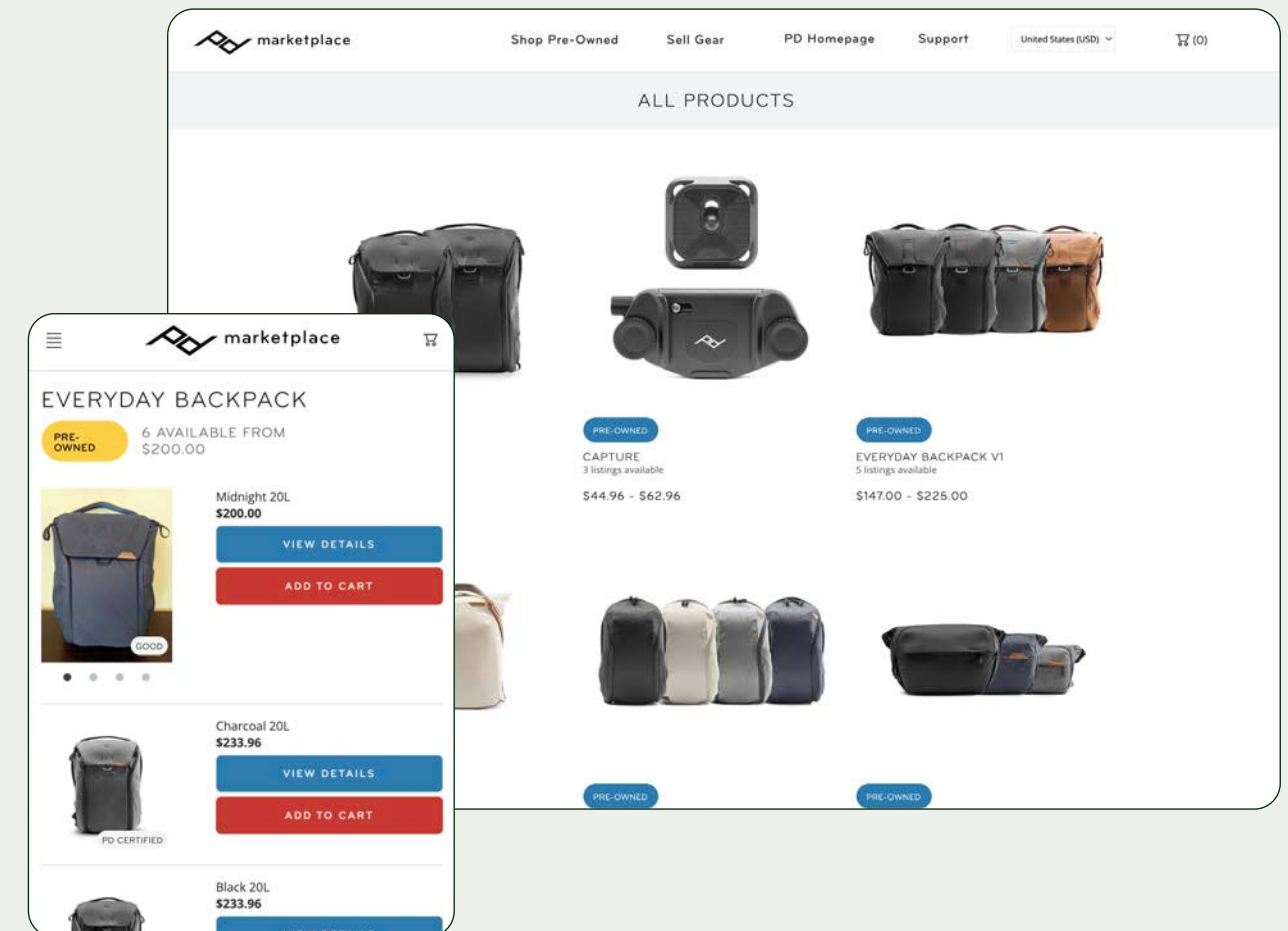 marketplace
Shop Pre-Owned
Sell Gear
PD Homepage
Support
United States (USD)
(0)
ALL PRODUCTS
PRE-OWNED
CAPTURE
3 listings available
$44.96 - $62.96
PRE-OWNED
EVERYDAY BACKPACK V1
5 listings available
$147.00 - $225.00
PRE-OWNED
PRE-OWNED
marketplace
EVERYDAY BACKPACK
PRE-
OWNED
6 AVAILABLE FROM
$200.00
Midnight 20L
$200.00
VIEW DETAILS
ADD TO CART
GOOD
Charcoal 20L
$233.96
VIEW DETAILS
ADD TO CART
PD CERTIFIED
Black 20L
$233.96